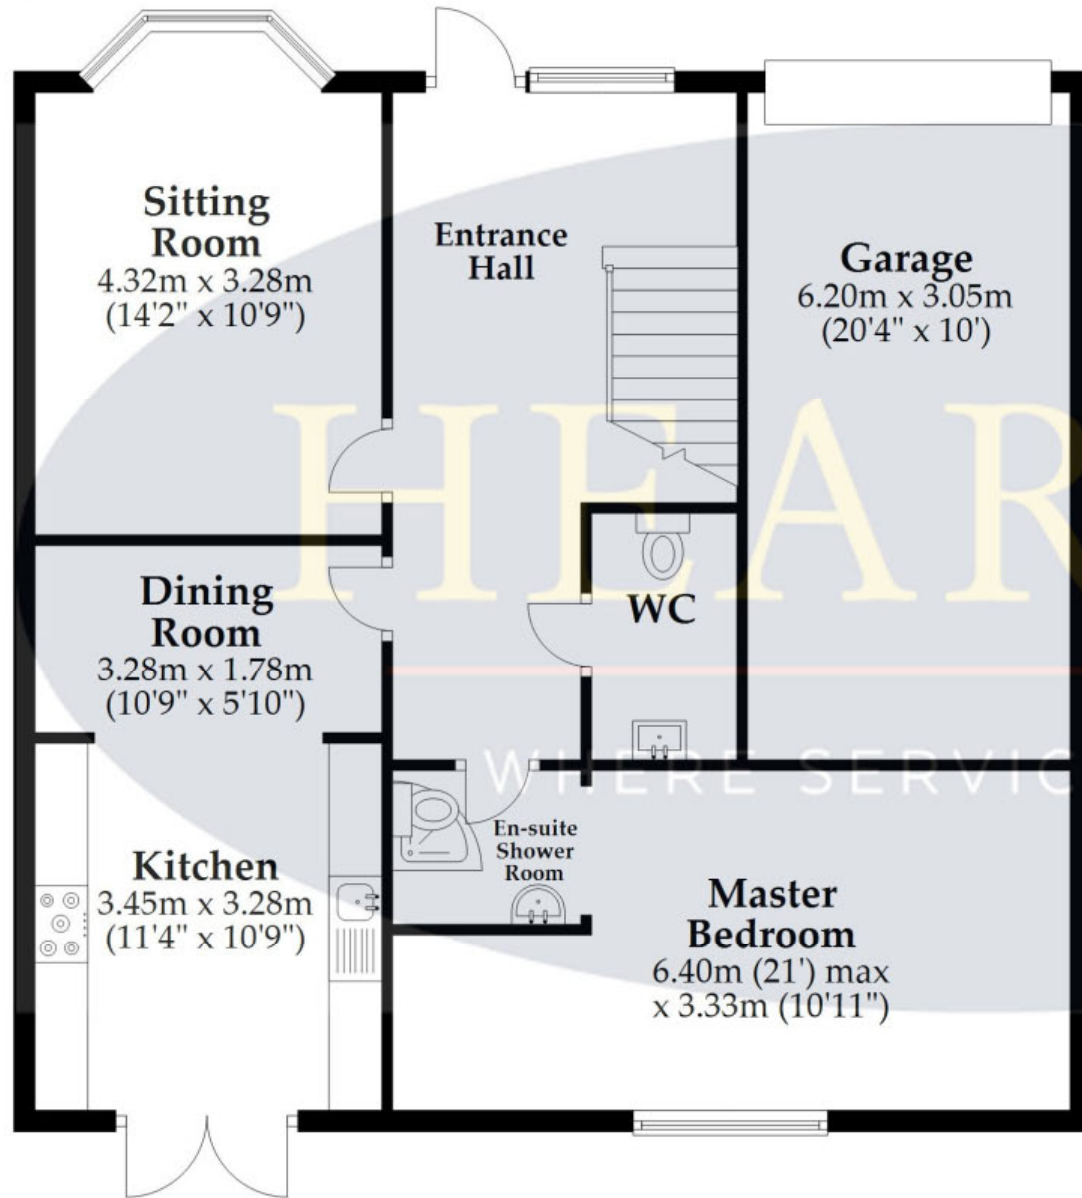 Sitting
Room
4.32m x 3.28m
(14'2" x 10'9")
Entrance
Hall
Garage
6.20m x 3.05m
(20'4" x 10')
HEAR
Dining
Room
3.28m x 1.78m
(10'9" x 5'10")
WC
WHERE SERVIC
Kitchen
3.45m x 3.28m
(11'4" x 10'9")
En-suite
Shower
Room
Master
Bedroom
6.40m (21') max
x 3.33m (10'11")